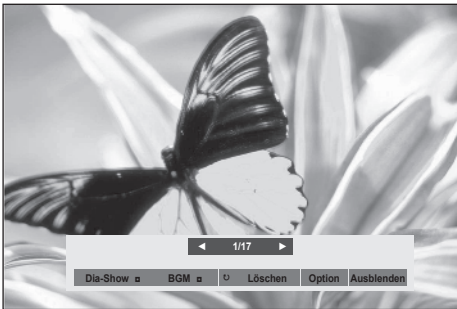 ◄ 1/17 ►
Dia-Show ◘ BGM ◘ ↻ Löschen Option Ausblenden